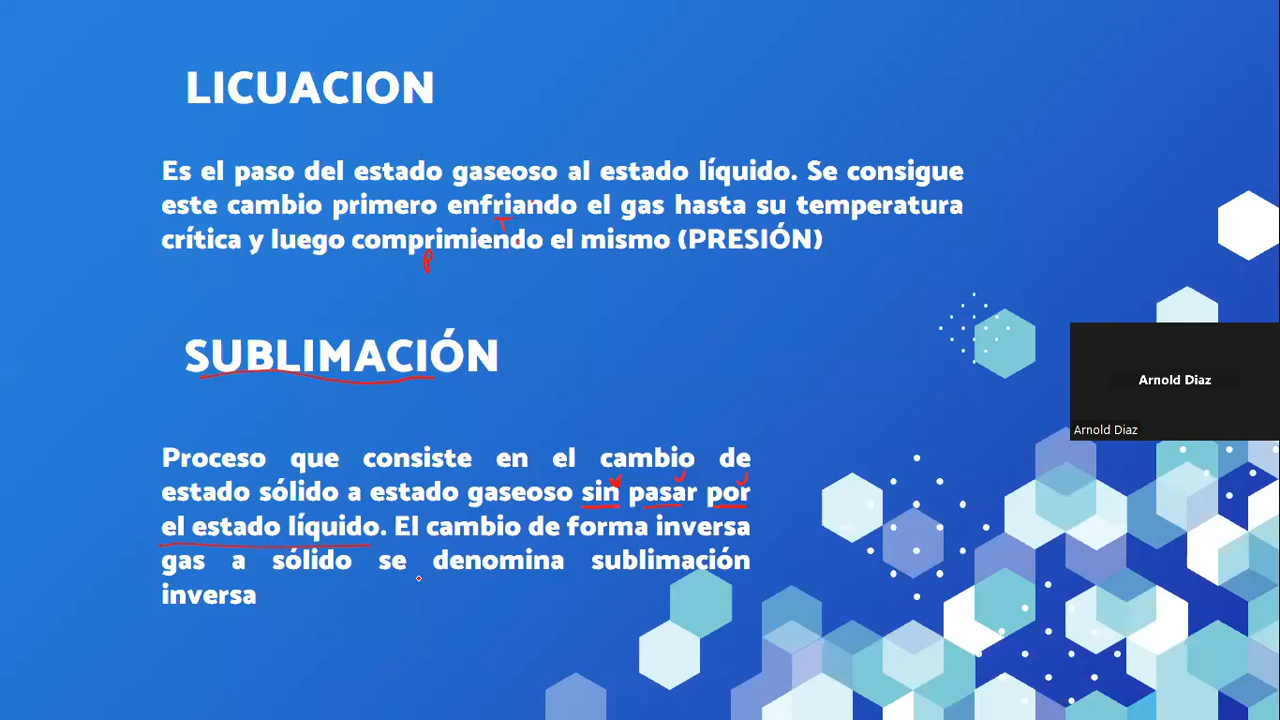 LICUACION
Es el paso del estado gaseoso al estado líquido. Se consigue
este cambio primero enfriando el gas hasta su temperatura
T
crítica y luego comprimiendo el mismo (PRESIÓN)
P
SUBLIMACIÓN
Proceso que consiste en el cambio de
estado sólido a estado gaseoso sin pasar por
el estado líquido. El cambio de forma inversa
gas a sólido se denomina sublimación
inversa
Arnold Diaz
Arnold Diaz